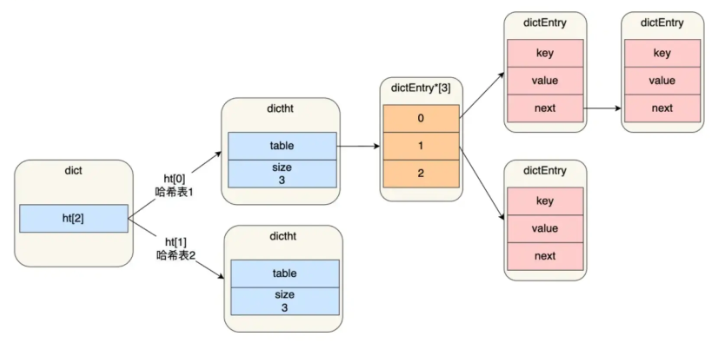 dict
ht[2]
ht[0]
哈希表1
ht[1]
哈希表2
dictht
table
size
3
dictht
table
size
3
dictEntry*[3]
0
1
2
dictEntry
key
value
next
dictEntry
key
value
next
dictEntry
key
value
next